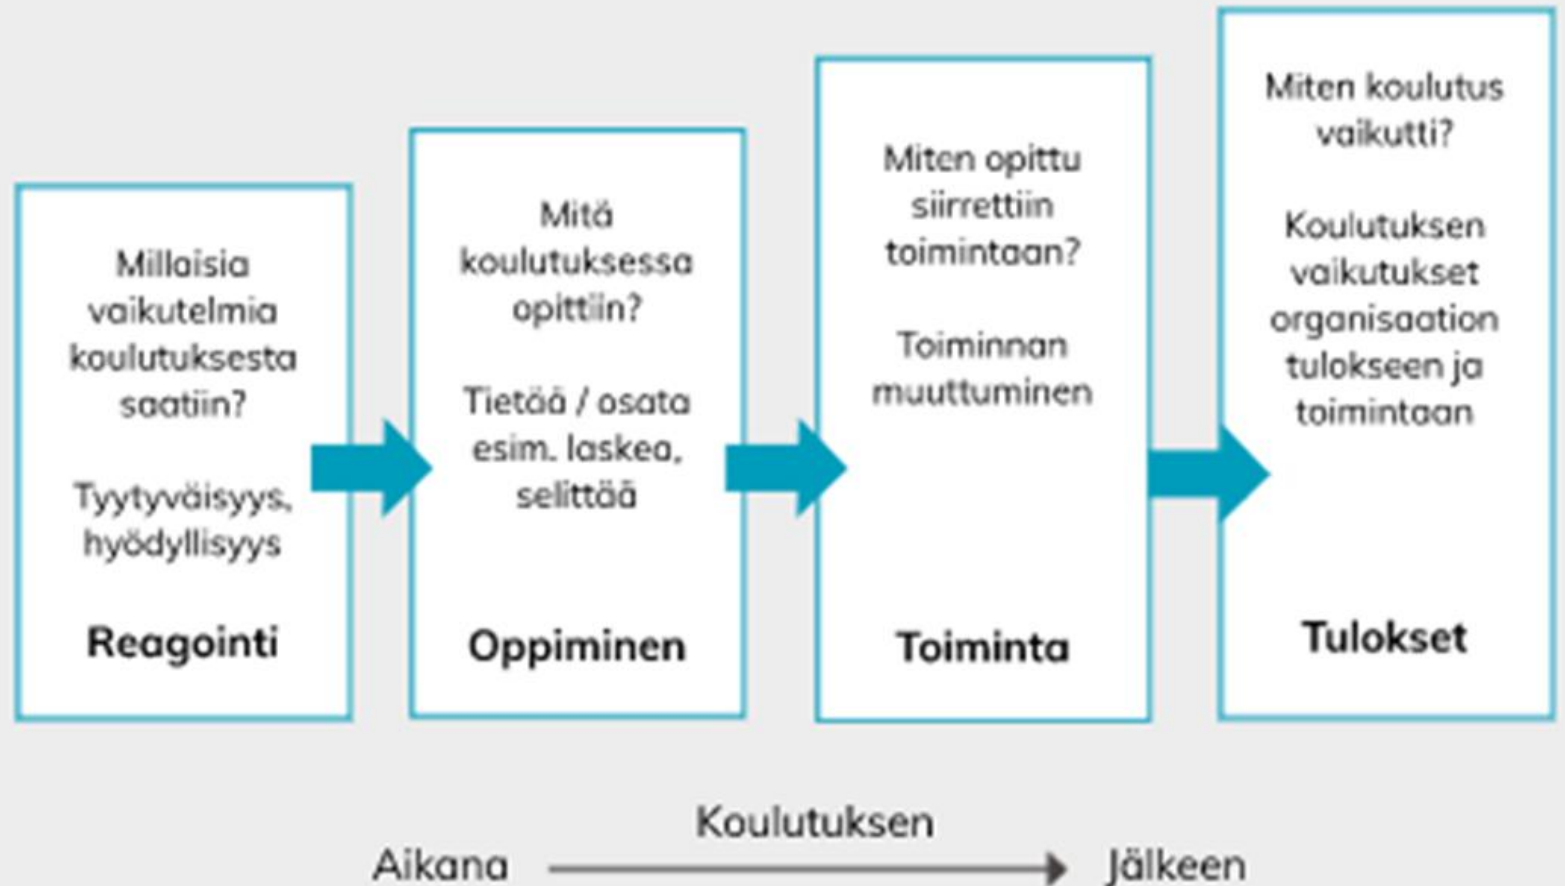 Millaisia
vaikutelmia
koulutuksesta
saatiin?
Tyytyväisyys,
hyödyllisyys
Reagointi
Mitä
koulutuksessa
opittiin?
Tietää / osata
esim. laskea,
selittää
Oppiminen
Miten opittu
siirrettiin
toimintaan?
Toiminnan
muuttuminen
Toiminta
Miten koulutus
vaikutti?
Koulutuksen
vaikutukset
organisaation
tulokseen ja
toimintaan
Tulokset
Koulutuksen
Aikana
Jälkeen